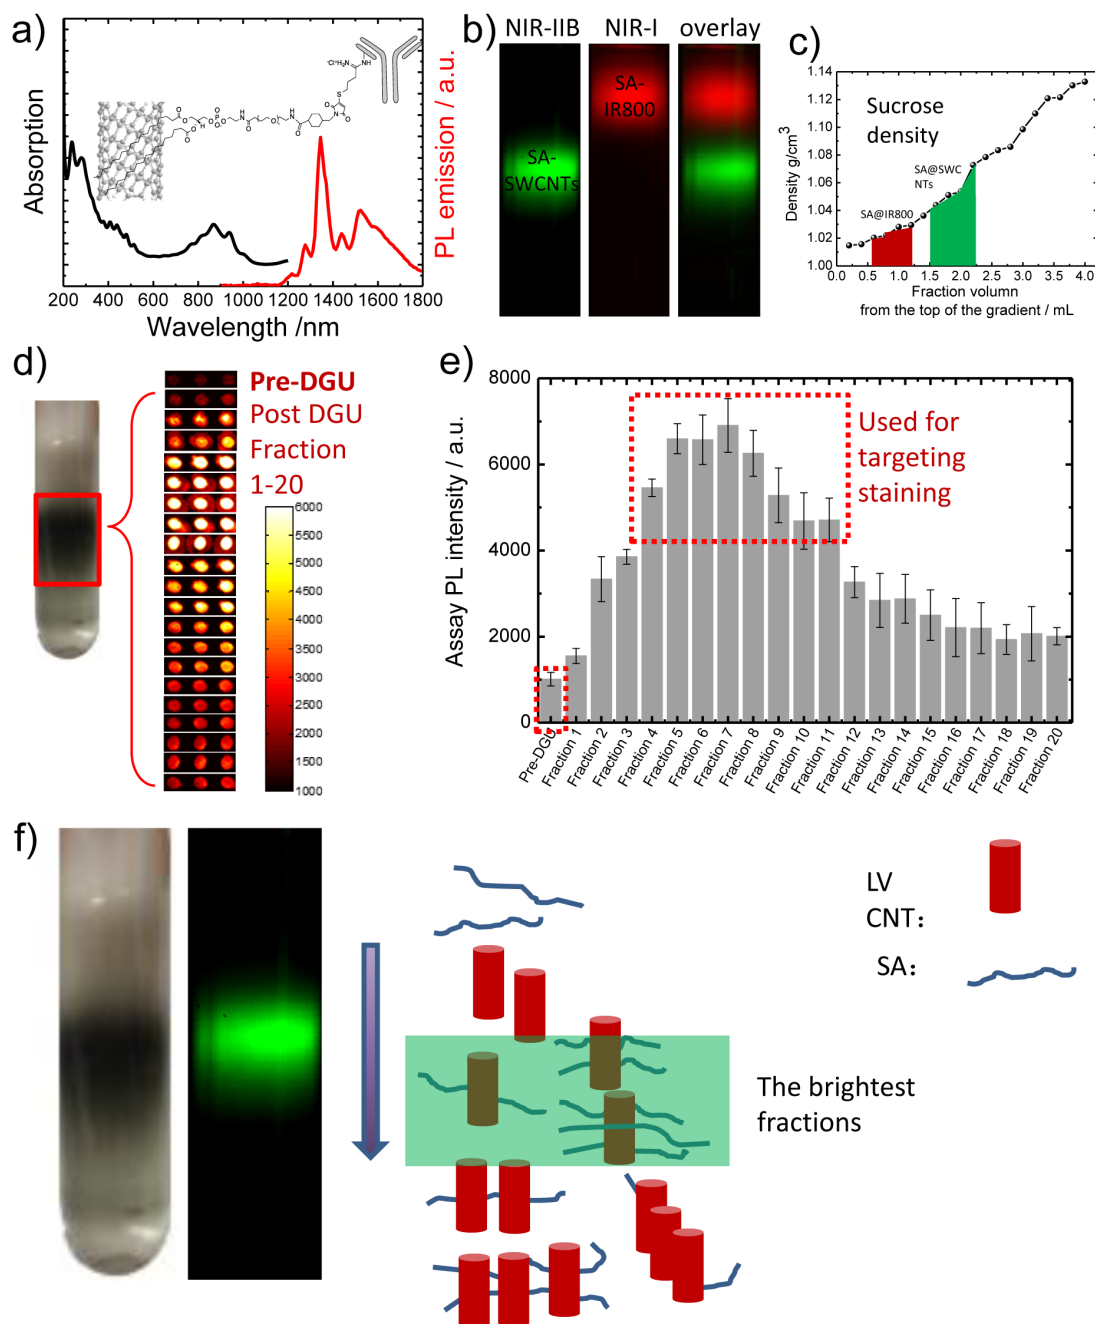 a)
Absorption
PL emission / a.u.
200 400 600 800 1000 1200 1400 1600 1800
Wavelength /nm
b)
NIR-IIB NIR-I overlay
SA-
IR800
SA-
SWCNTs
c)
Density g/cm3
1.14
1.12
1.10
1.08
1.06
1.04
1.02
1.00
Sucrose
density
SA@SWC
NTs
SA@IR800
0.0 0.5 1.0 1.5 2.0 2.5 3.0 3.5 4.0
Fraction volumn
from the top of the gradient / mL
d)
Pre-DGU
Post DGU
Fraction
1-20
6000
5500
5000
4500
4000
3500
3000
2500
2000
1500
1000
e)
Assay PL intensity / a.u.
8000
6000
4000
2000
0
Used for
targeting
staining
Pre-DGU
Fraction 1
Fraction 2
Fraction 3
Fraction 4
Fraction 5
Fraction 6
Fraction 7
Fraction 8
Fraction 9
Fraction 10
Fraction 11
Fraction 12
Fraction 13
Fraction 14
Fraction 15
Fraction 16
Fraction 17
Fraction 18
Fraction 19
Fraction 20
f)
LV
CNT:
SA:
The brightest
fractions